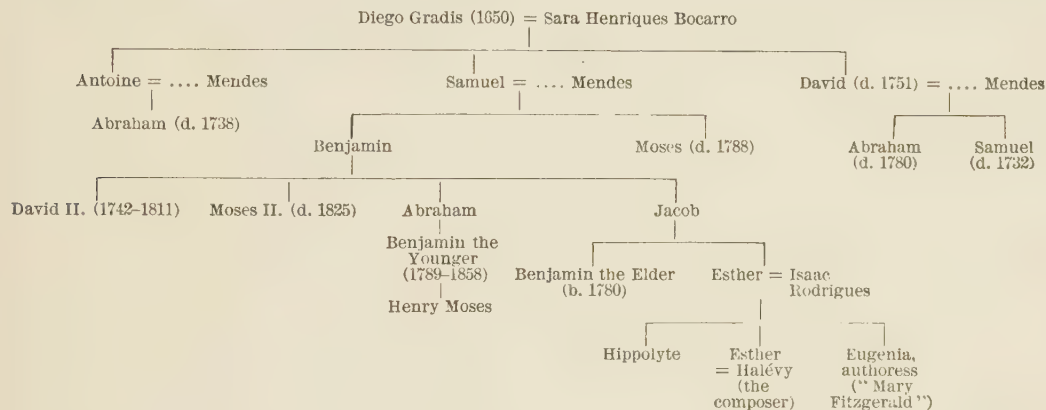 Diego Gradis (1650) = Sara Henriques Bocarro
Antoine = .... Mendes Samuel = .... Mendes David (d. 1751) = .... Mendes
Abraham (d. 1738)
Benjamin Moses (d. 1788) Abraham Samuel
(d. 1780) (d. 1732)
David II. (1742–1811) Moses II. (d. 1825) Abraham Jacob
Benjamin the
Younger
(1789–1858)
Benjamin the Elder Esther = Isaac
(b. 1780) Rodrigues
Henry Moses
Hippolyte Esther Eugenia,
= Halévy authoress
(the ("Mary
composer) Fitzgerald")